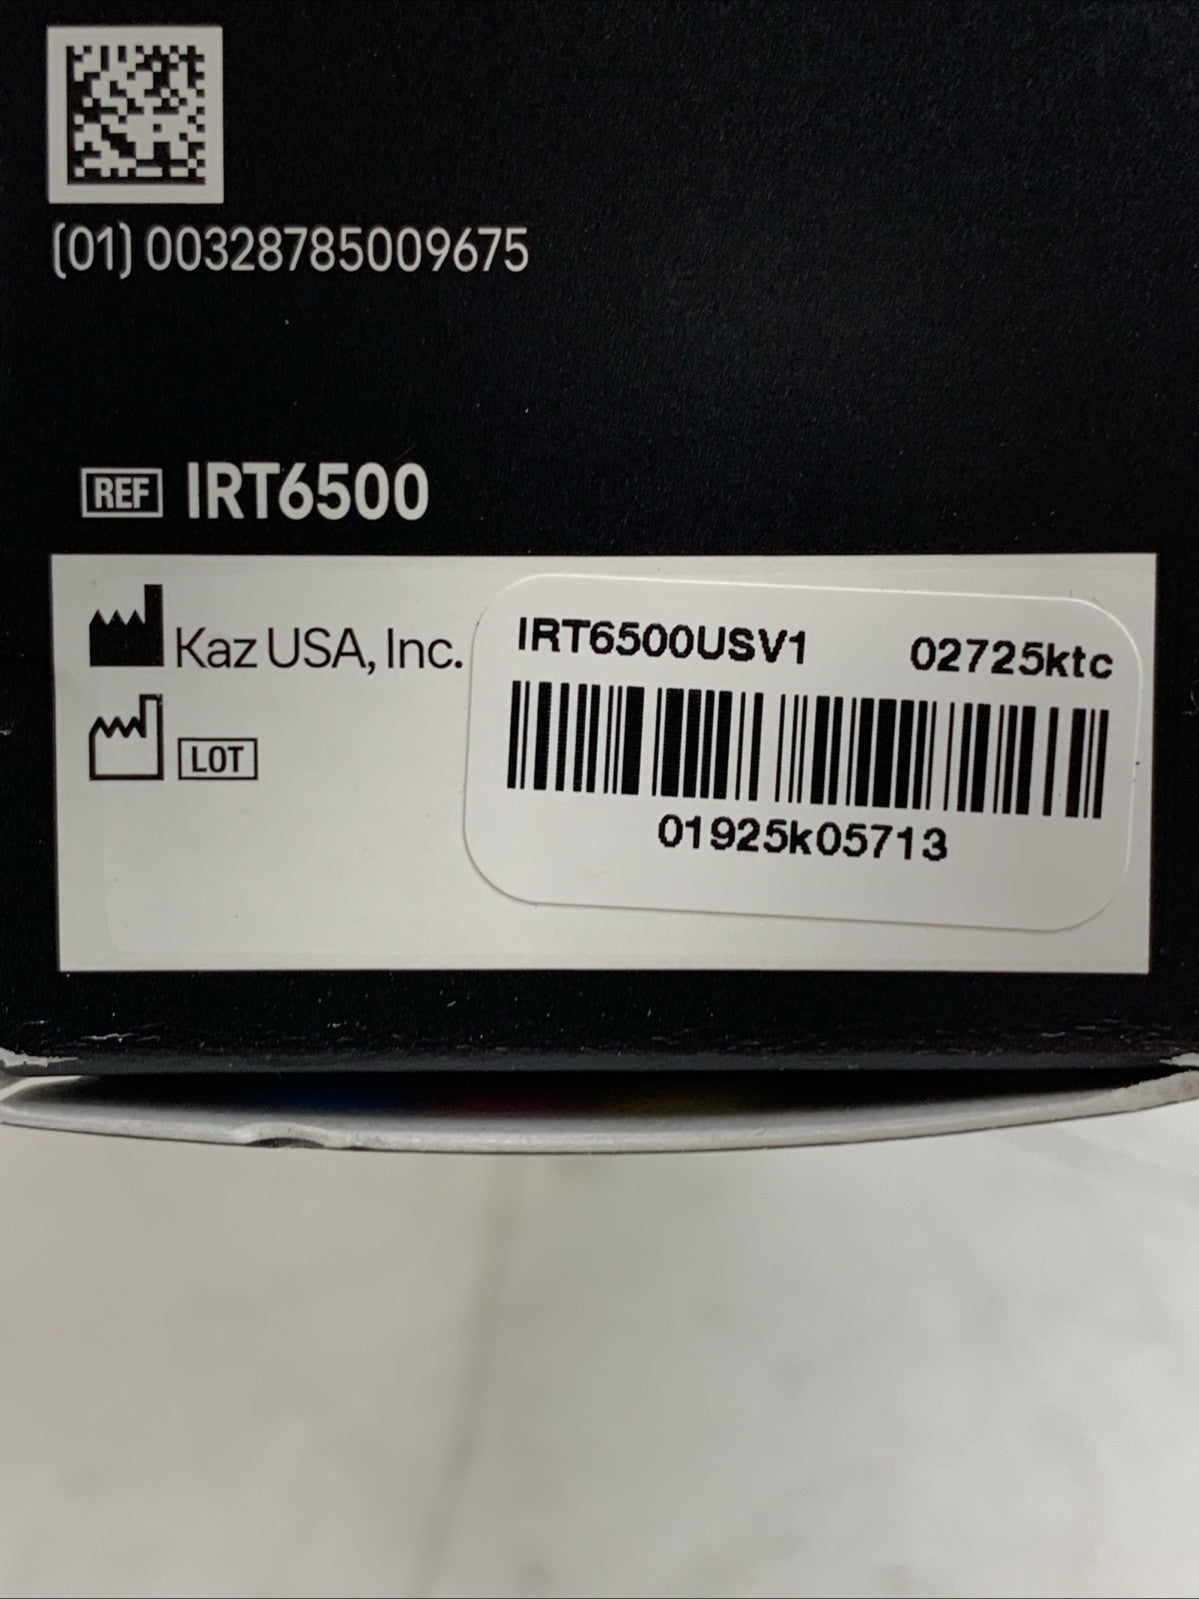 (01) 00328785009675
REF IRT6500
Kaz USA, Inc.
LOT
IRT6500USV1 02725ktc
01925k05713